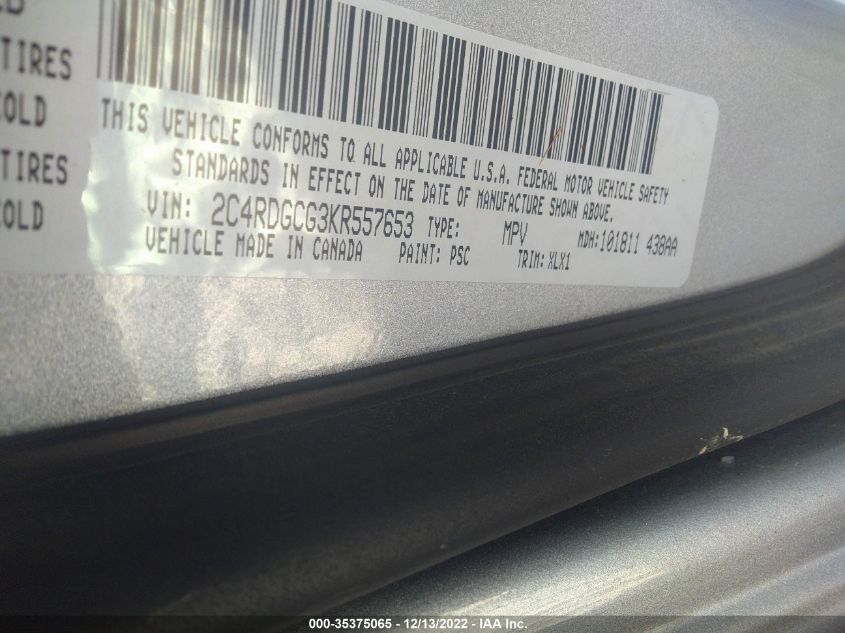 TIRES
COLD
TIRES
COLD
THIS VEHICLE CONFORMS TO ALL APPLICABLE U.S.A. FEDERAL MOTOR VEHICLE SAFETY
STANDARDS IN EFFECT ON THE DATE OF MANUFACTURE SHOWN ABOVE.
VIN: 2C4RDGCG3KR557653 TYPE: MPV MDH:101811 438AA
VEHICLE MADE IN CANADA PAINT: PSC TRIM: XLX1
000-35375065 - 12/13/2022 - IAA Inc.